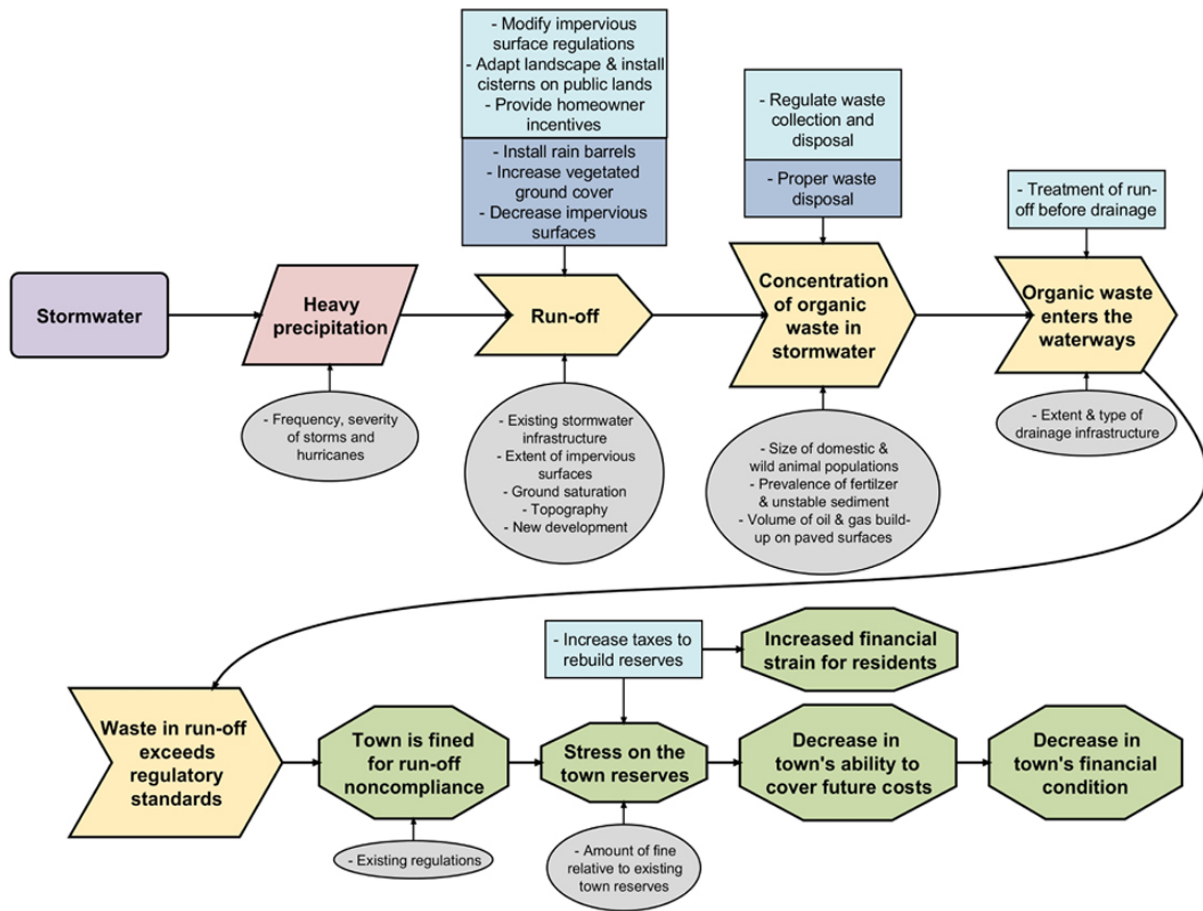 - Modify impervious
surface regulations
- Adapt landscape & install
cisterns on public lands
- Provide homeowner
incentives
- Install rain barrels
- Increase vegetated
ground cover
- Decrease impervious
surfaces
- Regulate waste
collection and
disposal
- Proper waste
disposal
- Treatment of run-
off before drainage
Stormwater
Heavy
precipitation
Run-off
Concentration
of organic
waste in
stormwater
Organic waste
enters the
waterways
- Frequency, severity
of storms and
hurricanes
- Existing stormwater
infrastructure
- Extent of impervious
surfaces
- Ground saturation
- Topography
- New development
- Size of domestic &
wild animal populations
- Prevalence of fertilzer
& unstable sediment
- Volume of oil & gas build-
up on paved surfaces
- Extent & type of
drainage infrastructure
- Increase taxes to
rebuild reserves
Increased financial
strain for residents
Waste in run-off
exceeds
regulatory
standards
Town is fined
for run-off
noncompliance
Stress on the
town reserves
Decrease in
town's ability to
cover future costs
Decrease in
town's financial
condition
- Existing regulations
- Amount of fine
relative to existing
town reserves